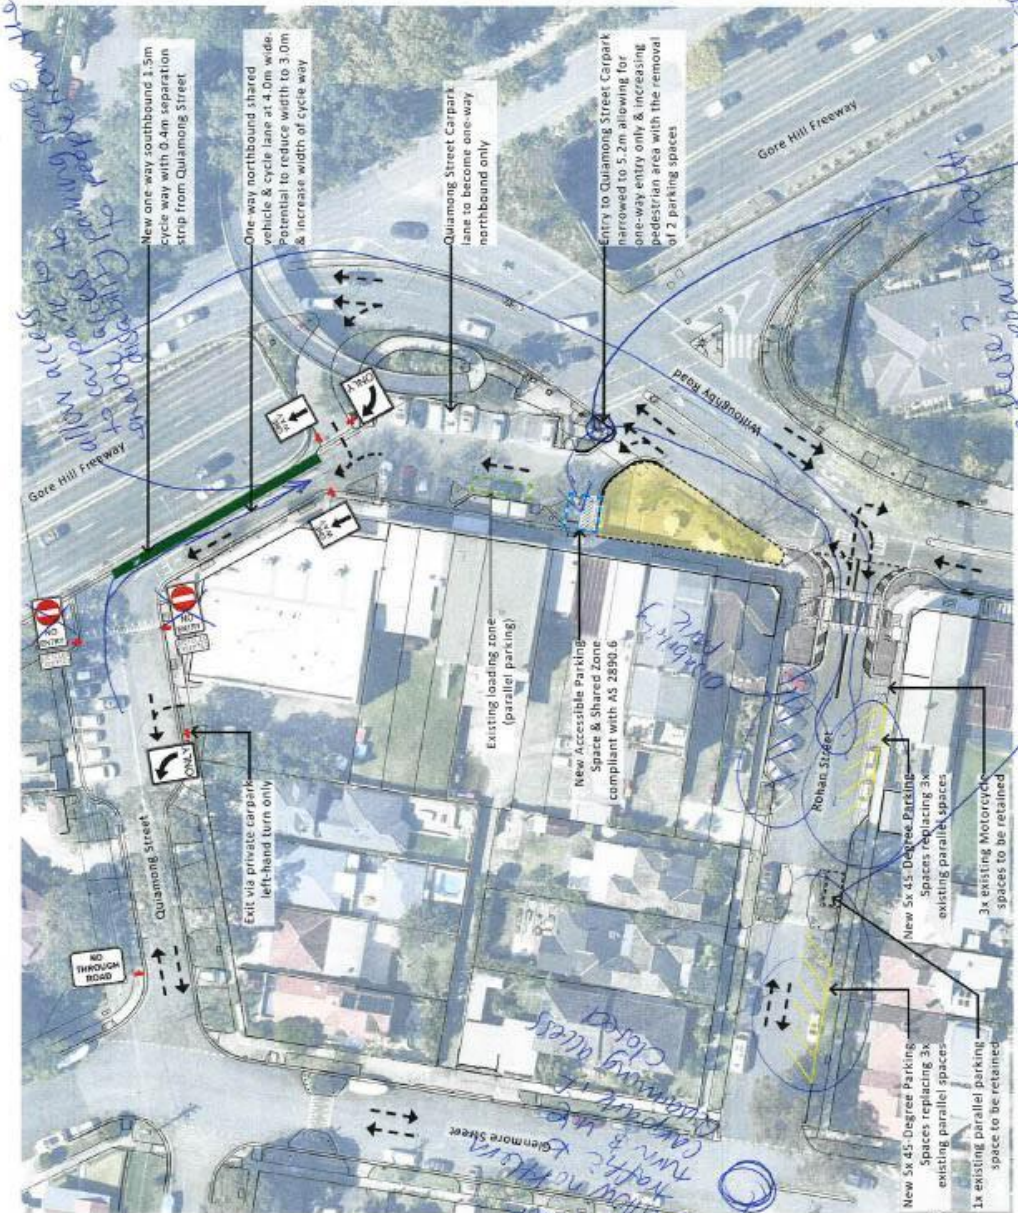 New one-way southbound 1.5m
cycle way with 0.4m separation
strip from Quiamong Street
One-way northbound shared
vehicle & cycle lane at 4.0m wide.
Potential to reduce width to 3.0m
& increase width of cycle way
Quiamong Street Carpark
lane to become one-way
northbound only
Entry to Quiamong Street Carpark
narrowed to 5.2m allowing for
one-way entry only & increasing
pedestrian area with the removal
of 2 parking spaces
Gore Hill Freeway
Gore Hill Freeway
Willoughby Road
allow access
to carpark to
ONLY
ONLY
NO
ENTRY
NO
ENTRY
NO
THROUGH
ROAD
Quiamong Street
Exit via private carpark
left-hand turn only
Existing loading zone
(parallel parking)
New Accessible Parking
Space & Shared Zone
compliant with AS 2890.6
Disability
Rohan Street
Glenmore Street
traffic to
turn
carpark
access
closed
New 5x 45-Degree Parking
Spaces replacing 3x
existing parallel spaces
3x existing Motorcycle
spaces to be retained
New 5x 45-Degree Parking
Spaces replacing 3x
existing parallel spaces
1x existing parallel parking
space to be retained